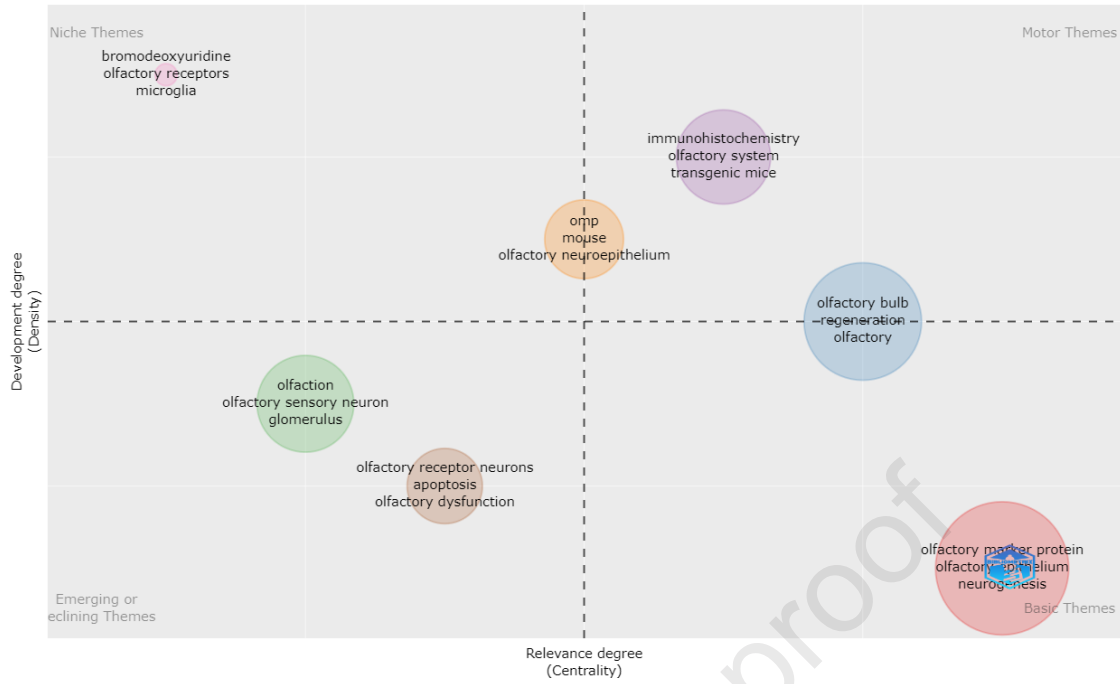 Niche Themes
Motor Themes
bromodeoxyuridine
olfactory receptors
microglia
immunohistochemistry
olfactory system
transgenic mice
omp
mouse
olfactory neuroepithelium
olfactory bulb
regeneration
olfactory
Development degree
(Density)
olfaction
olfactory sensory neuron
glomerulus
olfactory receptor neurons
apoptosis
olfactory dysfunction
olfactory marker protein
olfactory epithelium
neurogenesis
Emerging or
eclining Themes
Basic Themes
Relevance degree
(Centrality)
proof